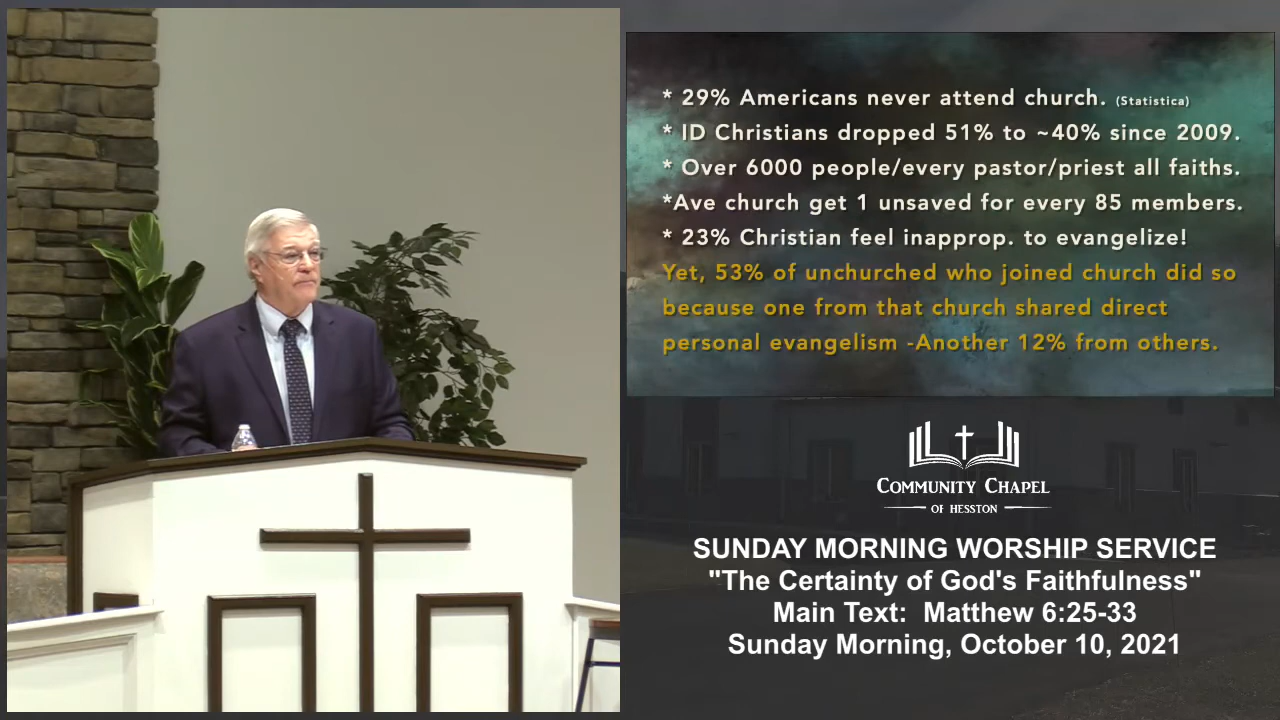 * 29% Americans never attend church. (Statistica)
* ID Christians dropped 51% to ~40% since 2009.
* Over 6000 people/every pastor/priest all faiths.
*Ave church get 1 unsaved for every 85 members.
* 23% Christian feel inapprop. to evangelize!
Yet, 53% of unchurched who joined church did so
because one from that church shared direct
personal evangelism -Another 12% from others.
COMMUNITY CHAPEL
OF HESSTON
SUNDAY MORNING WORSHIP SERVICE
"The Certainty of God's Faithfulness"
Main Text:  Matthew 6:25-33
Sunday Morning, October 10, 2021